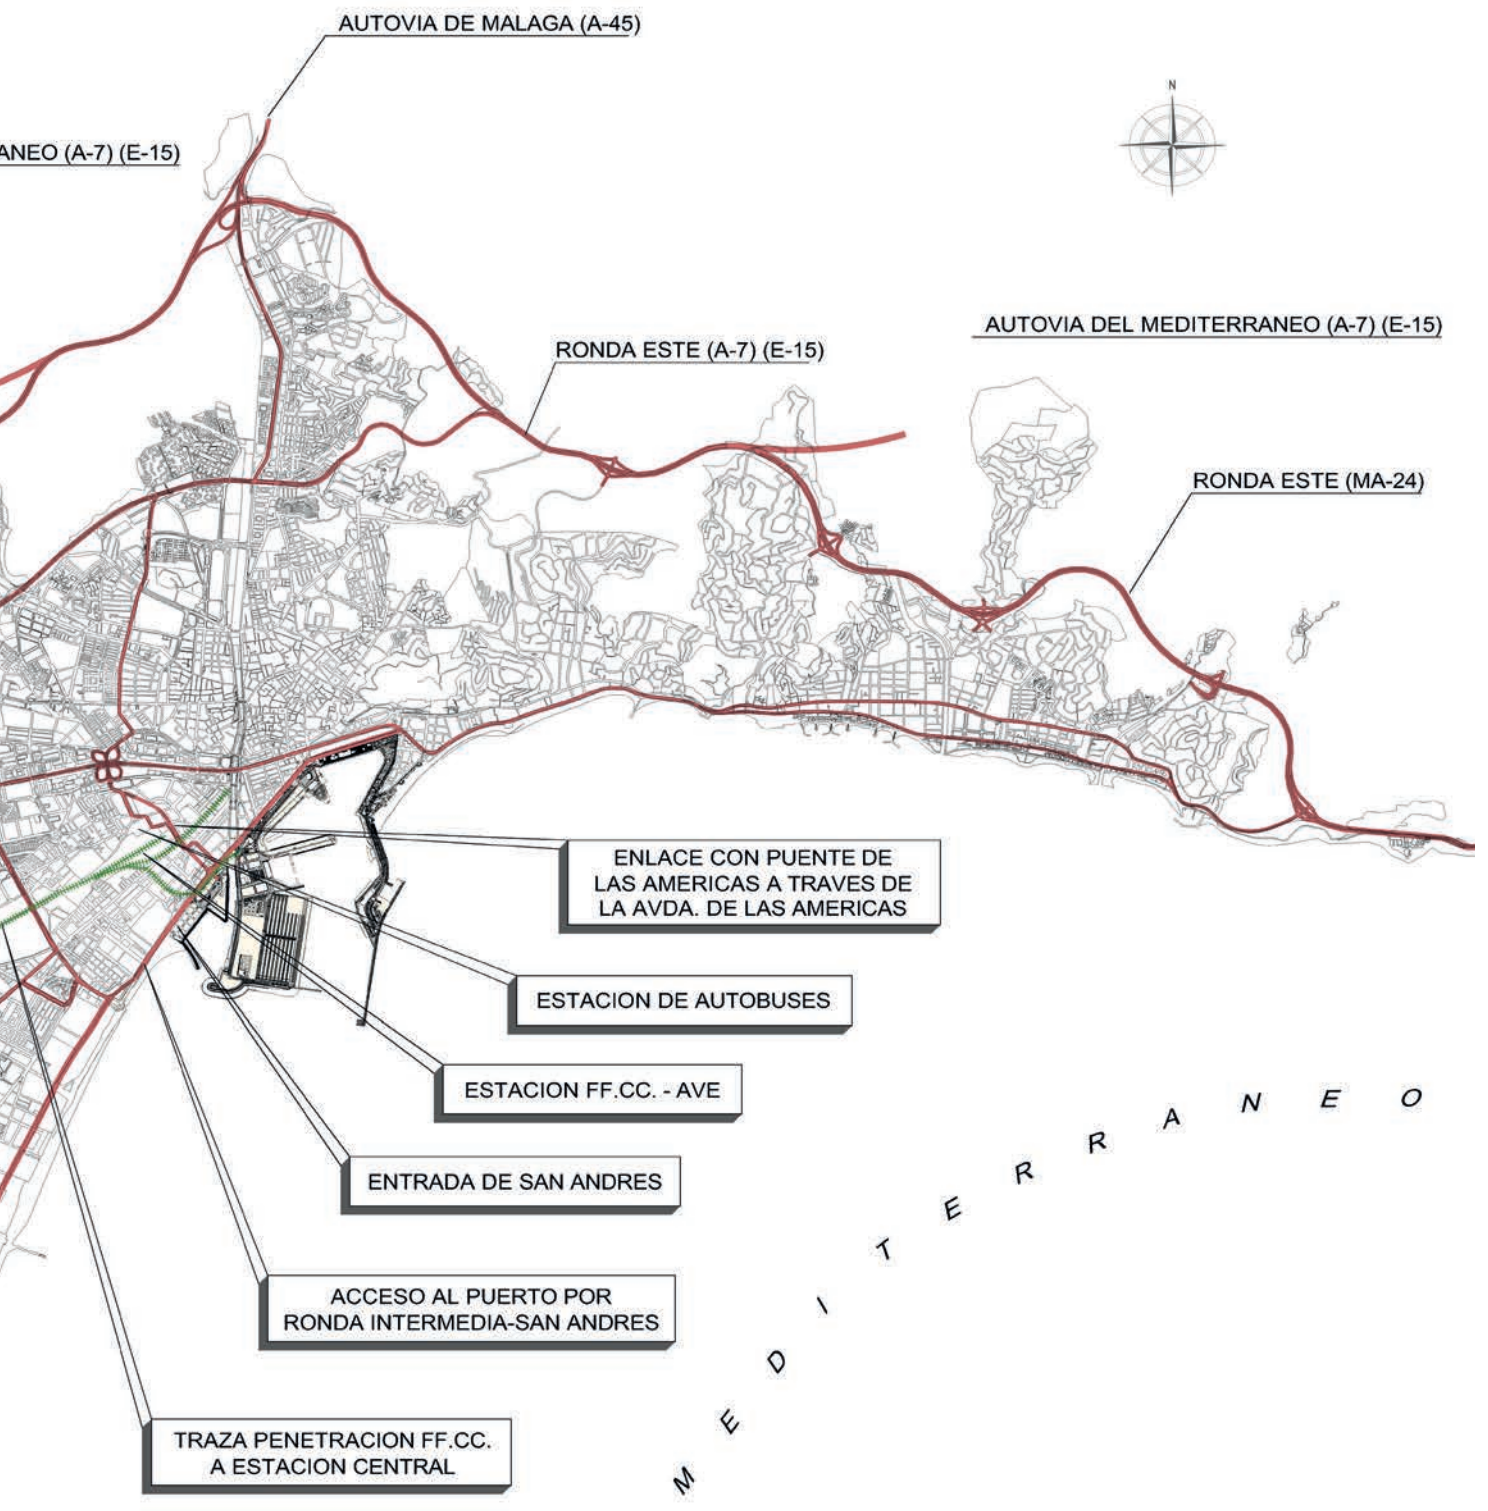 AUTOVIA DE MALAGA (A-45)
N
ANEO (A-7) (E-15)
AUTOVIA DEL MEDITERRANEO (A-7) (E-15)
RONDA ESTE (A-7) (E-15)
RONDA ESTE (MA-24)
ENLACE CON PUENTE DE
LAS AMERICAS A TRAVES DE
LA AVDA. DE LAS AMERICAS
ESTACION DE AUTOBUSES
ESTACION FF.CC. - AVE
ENTRADA DE SAN ANDRES
ACCESO AL PUERTO POR
RONDA INTERMEDIA-SAN ANDRES
TRAZA PENETRACION FF.CC.
A ESTACION CENTRAL
MEDITERRANEO